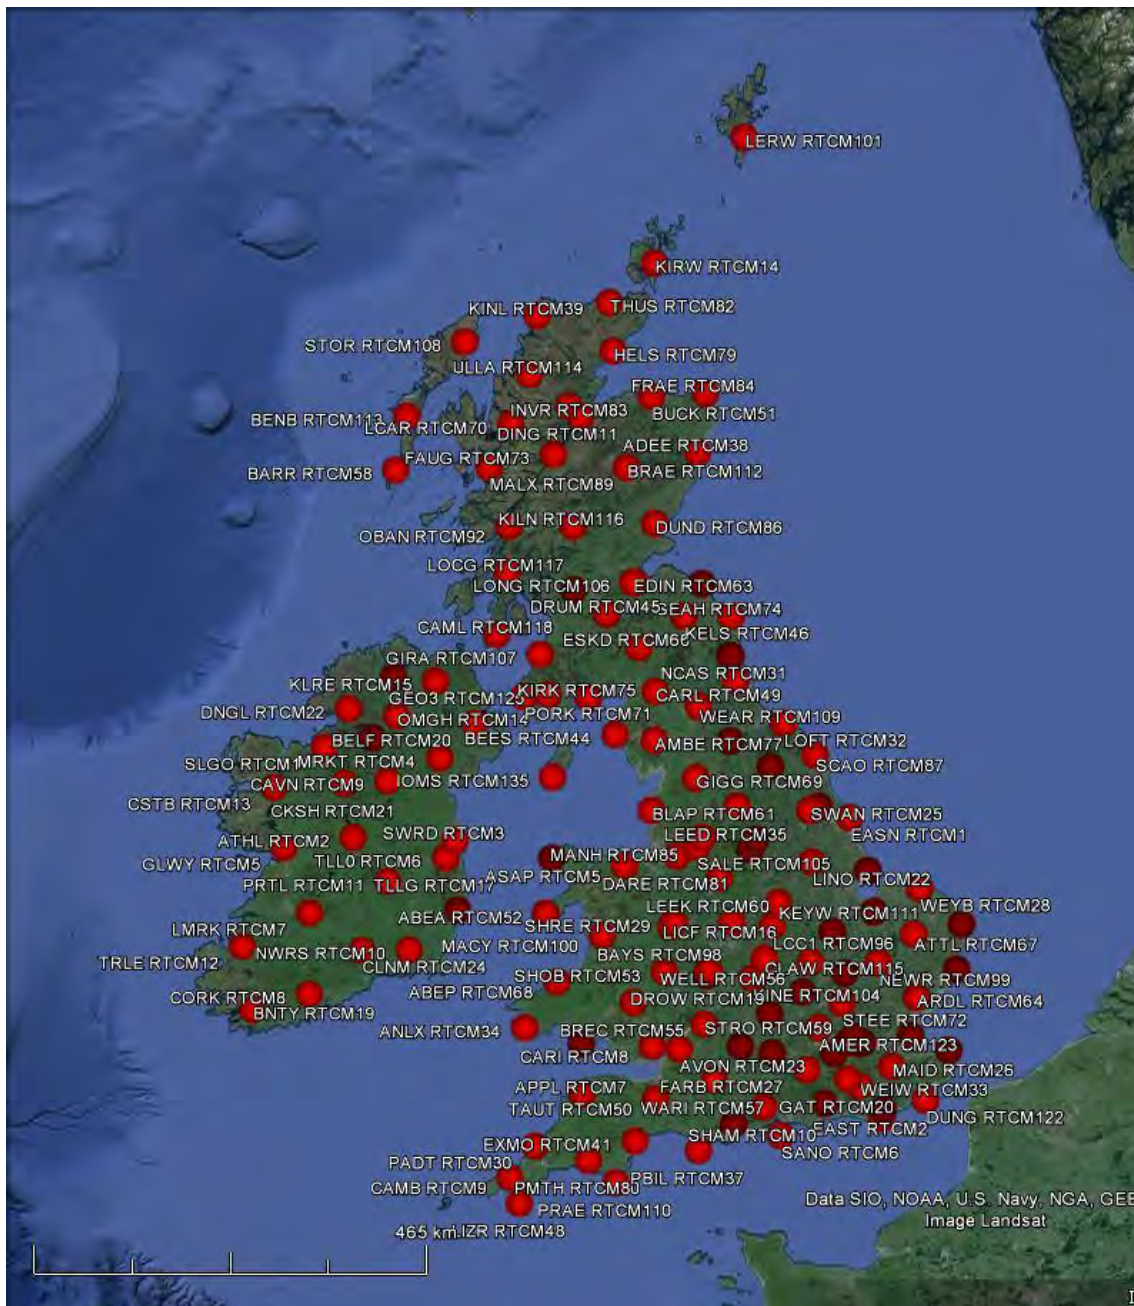 LERW RTCM101
KIRW RTCM14
KINL RTCM39
THUS RTCM82
STOR RTCM108
HELS RTCM79
ULLA RTCM114
FRAE RTCM84
INVR RTCM83
BUCK RTCM51
BENB RTCM113
LCAR RTCM70
DING RTCM11
ADEE RTCM38
FAUG RTCM73
BARR RTCM58
BRAE RTCM112
MALX RTCM89
KILN RTCM116
DUND RTCM86
OBAN RTCM92
LOCG RTCM117
LONG RTCM106
EDIN RTCM63
DRUM RTCM45
SEAH RTCM74
CAML RTCM118
KELS RTCM46
ESKD RTCM66
GIRA RTCM107
NCAS RTCM31
KLRE RTCM15
KIRK RTCM75
CARL RTCM49
GEO3 RTCM125
DNGL RTCM22
OMGH RTCM14
PORK RTCM71
WEAR RTCM109
BELF RTCM20
BEES RTCM44
AMBE RTCM77
LOFT RTCM32
SLGO RTCM1
MRKT RTCM4
SCAO RTCM87
CAVN RTCM9
IOMS RTCM135
GIGG RTCM69
CSTB RTCM13
CKSH RTCM21
BLAP RTCM61
SWAN RTCM25
ATHL RTCM2
SWRD RTCM3
LEED RTCM35
EASN RTCM1
GLWY RTCM5
TLL0 RTCM6
MANH RTCM85
SALE RTCM105
PRTL RTCM11
TLLG RTCM17
ASAP RTCM5
DARE RTCM81
LINO RTCM22
ABEA RTCM52
LEEK RTCM60
KEYW RTCM111
WEYB RTCM28
LMRK RTCM7
SHRE RTCM29
LICF RTCM16
NWRS RTCM10
MACY RTCM100
LCC1 RTCM96
ATTL RTCM67
TRLE RTCM12
CLNM RTCM24
BAYS RTCM98
CLAW RTCM115
SHOB RTCM53
WELL RTCM56
NEWR RTCM99
CORK RTCM8
ABEP RTCM68
DROW RTCM19
KINE RTCM104
ARDL RTCM64
BNTY RTCM19
STEE RTCM72
ANLX RTCM34
BREC RTCM55
STRO RTCM59
CARI RTCM8
AMER RTCM123
AVON RTCM23
MAID RTCM26
APPL RTCM7
FARB RTCM27
WEIW RTCM33
TAUT RTCM50
WARI RTCM57
GAT RTCM20
DUNG RTCM122
EAST RTCM2
SHAM RTCM10
EXMO RTCM41
SANO RTCM6
PADT RTCM30
PBIL RTCM37
CAMB RTCM9
PMTH RTCM80
PRAE RTCM110
Data SIO, NOAA, U.S. Navy, NGA, GEB
Image Landsat
465 km
LIZR RTCM48